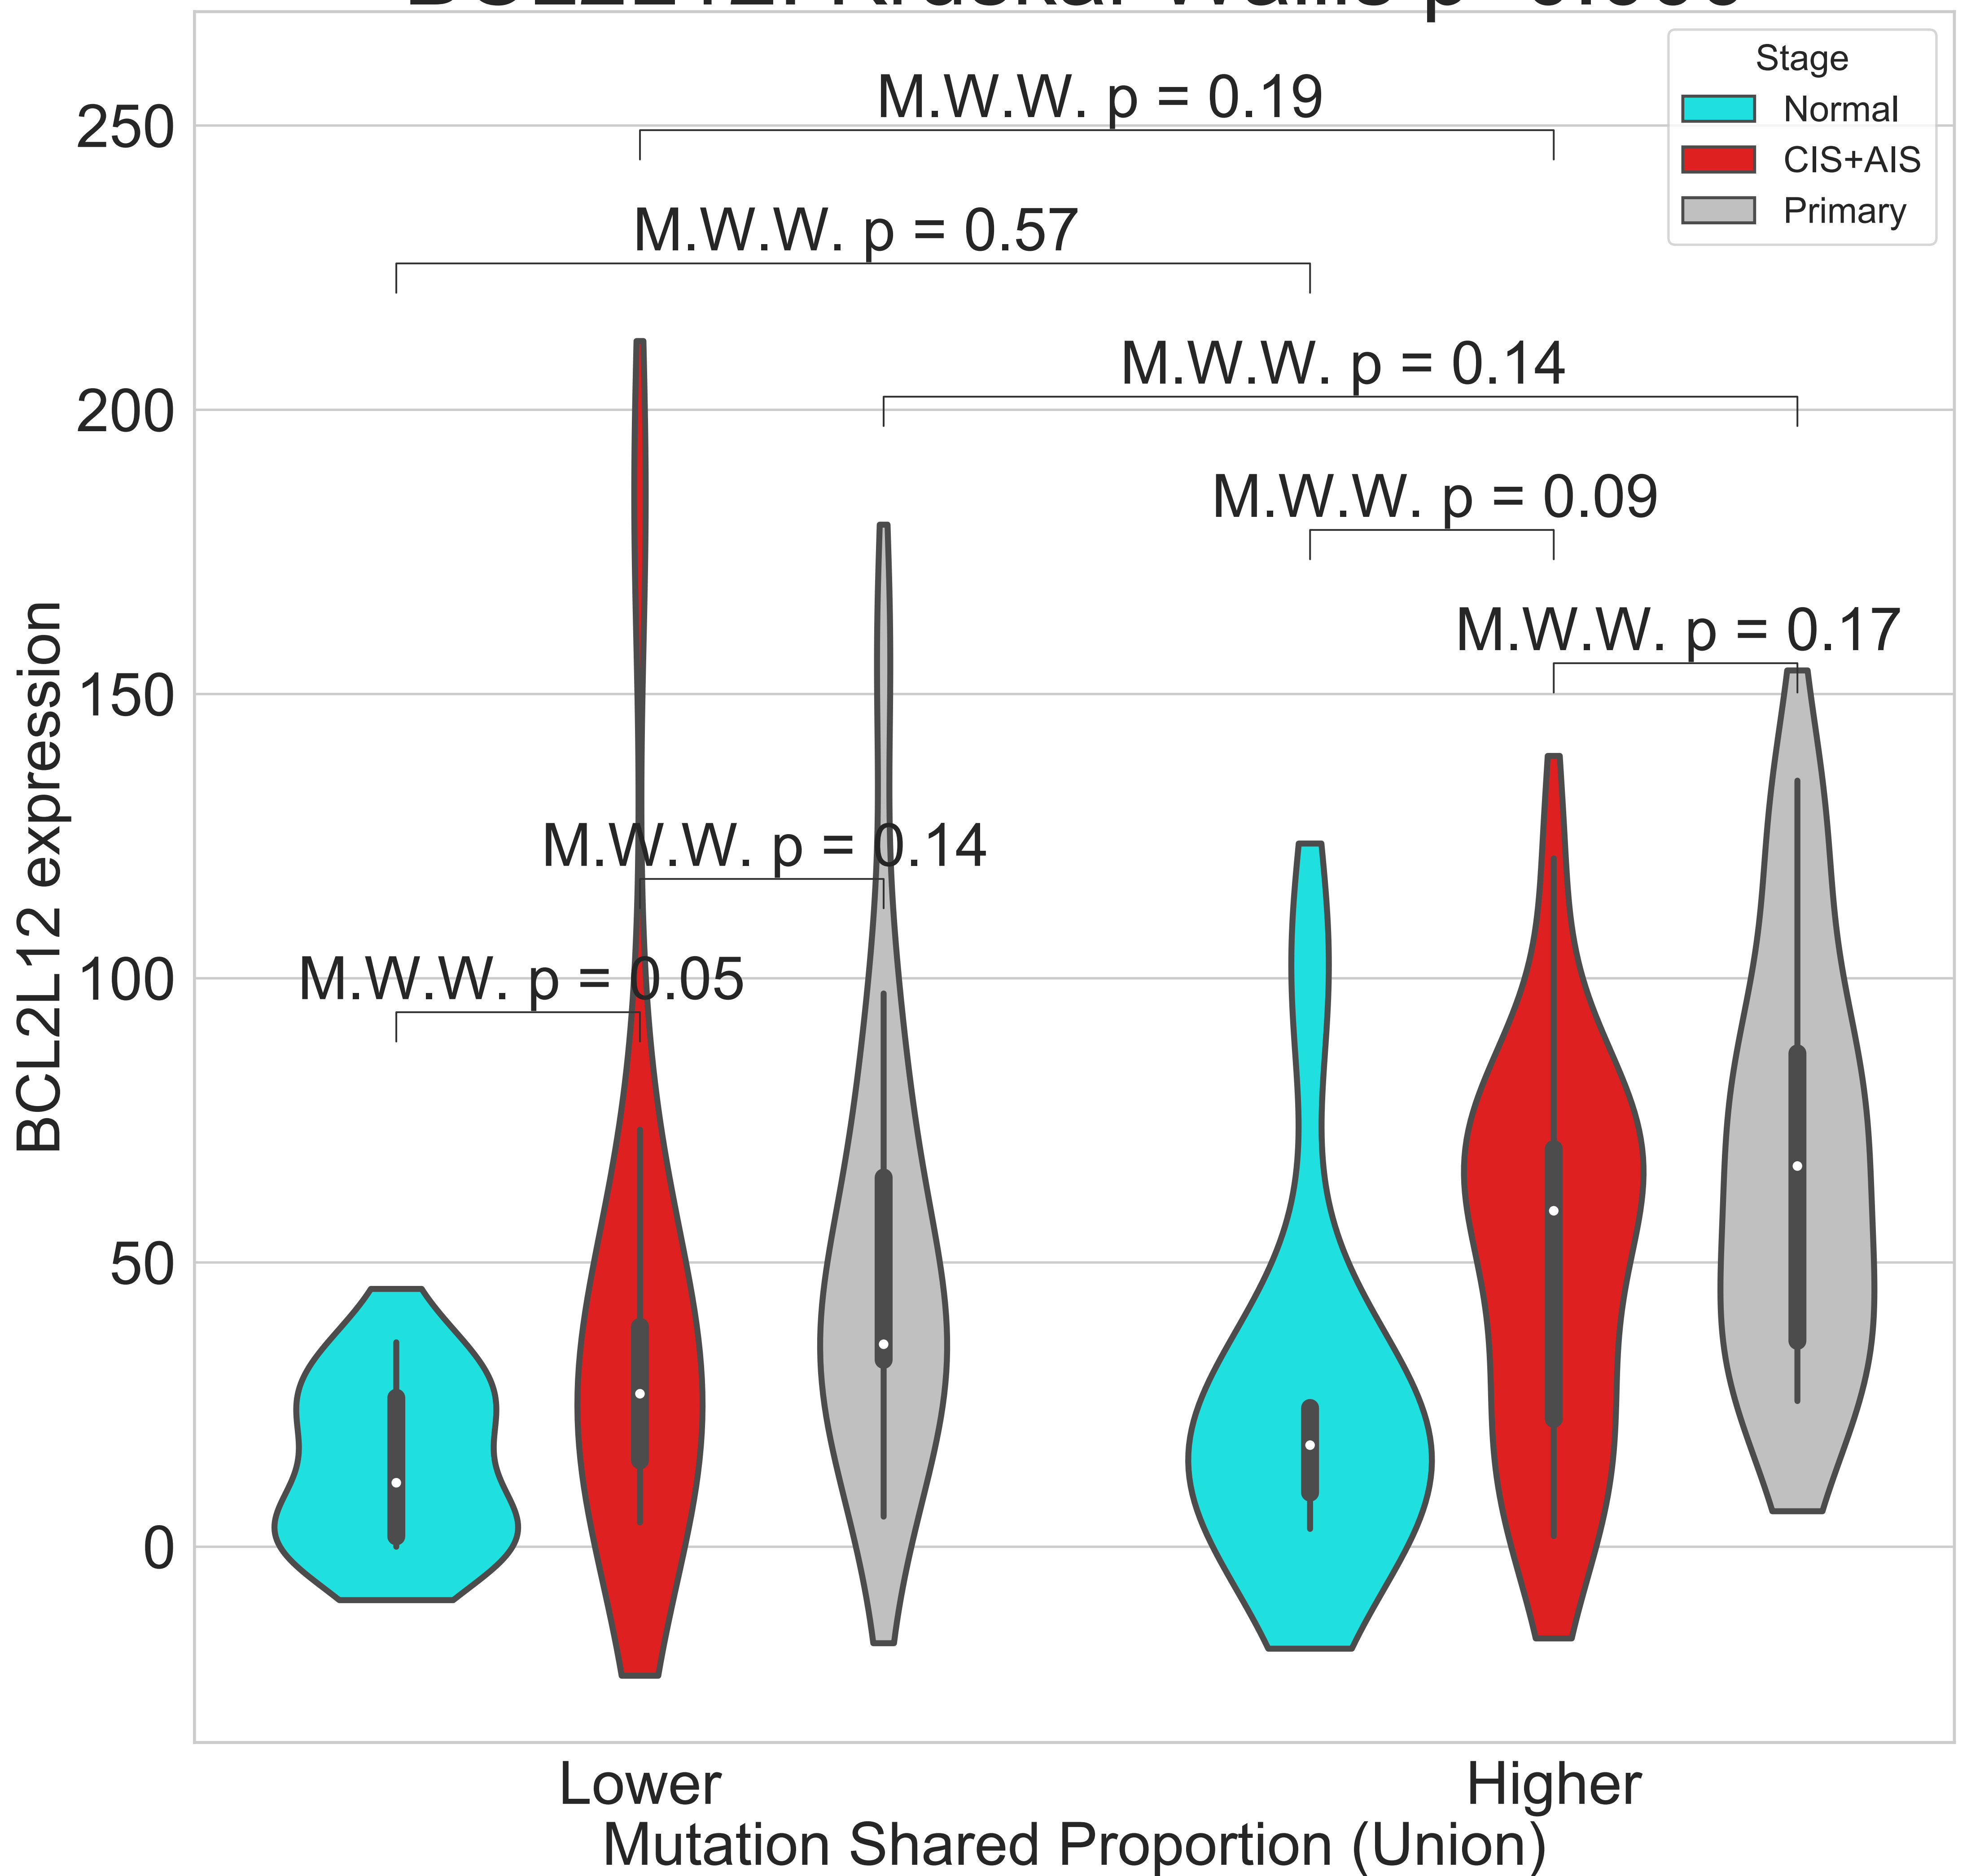 Stage
Normal
CIS+AIS
Primary
M.W.W. p = 0.19
M.W.W. p = 0.57
M.W.W. p = 0.14
M.W.W. p = 0.09
M.W.W. p = 0.17
M.W.W. p = 0.14
M.W.W. p = 0.05
250
200
150
100
50
0
BCL2L12 expression
Lower
Higher
Mutation Shared Proportion (Union)